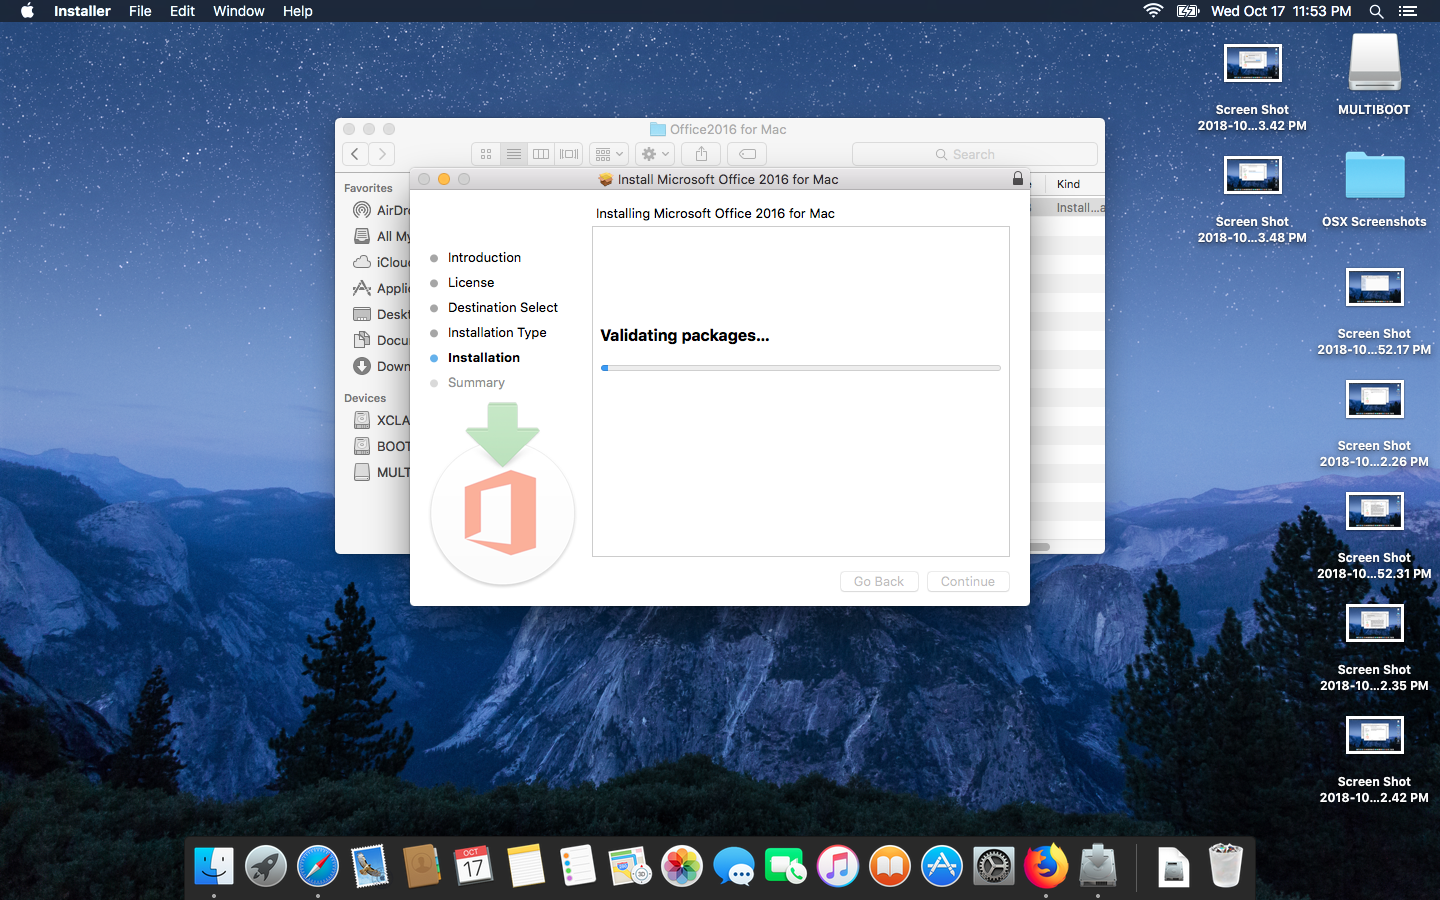 Installer File Edit Window Help
Wed Oct 17 11:53 PM
Office2016 for Mac
Search
Kind
Install...a
Favorites
AirDr
All My
iClou
Appli
Deskt
Docu
Down
Devices
XCLA
BOOT
MULT
Install Microsoft Office 2016 for Mac
Installing Microsoft Office 2016 for Mac
Introduction
License
Destination Select
Installation Type
Installation
Summary
Validating packages...
Go Back
Continue
Screen Shot
2018-10...3.42 PM
MULTIBOOT
Screen Shot
2018-10...3.48 PM
OSX Screenshots
Screen Shot
2018-10...52.17 PM
Screen Shot
2018-10...2.26 PM
Screen Shot
2018-10...52.31 PM
Screen Shot
2018-10...2.35 PM
Screen Shot
2018-10...2.42 PM
OCT
17